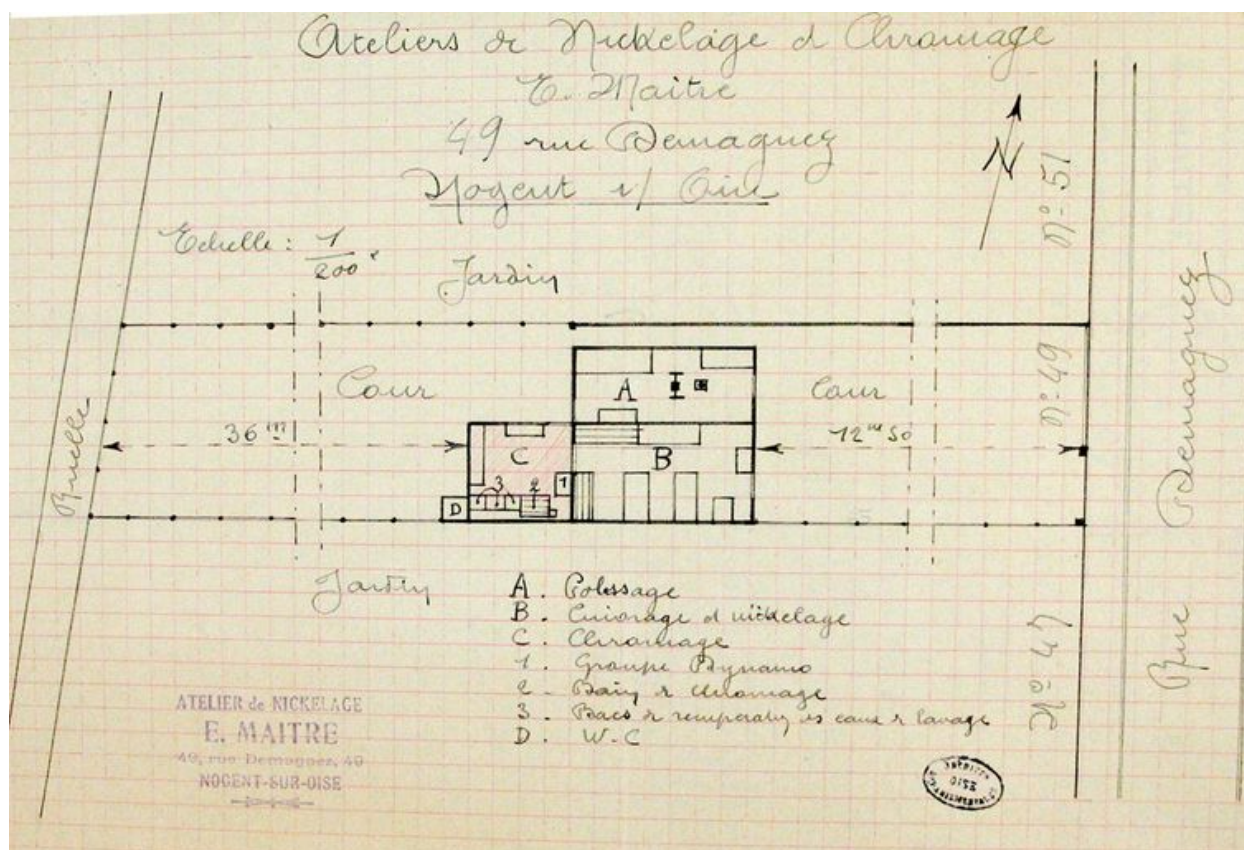 Ateliers de Nickelage et Chromage
E. Maitre
49 rue Demagnez
Nogent s/ Oise
N
Echelle : 1/200e
Jardin
N° 51
Cour
A
Cour
N° 49
Rue Demagnez
Ruelle
36 m
12 m 50
C
B
3
2
1
D
Jardin
A. Polissage
B. Cuivrage et nickelage
C. Chromage
1. Groupe Dynamo
2. Bain de chromage
3. Bacs de récupération des eaux de lavage
D. W.C
N° 47
ATELIER de NICKELAGE
E. MAITRE
49, rue Demagnez, 49
NOGENT-SUR-OISE